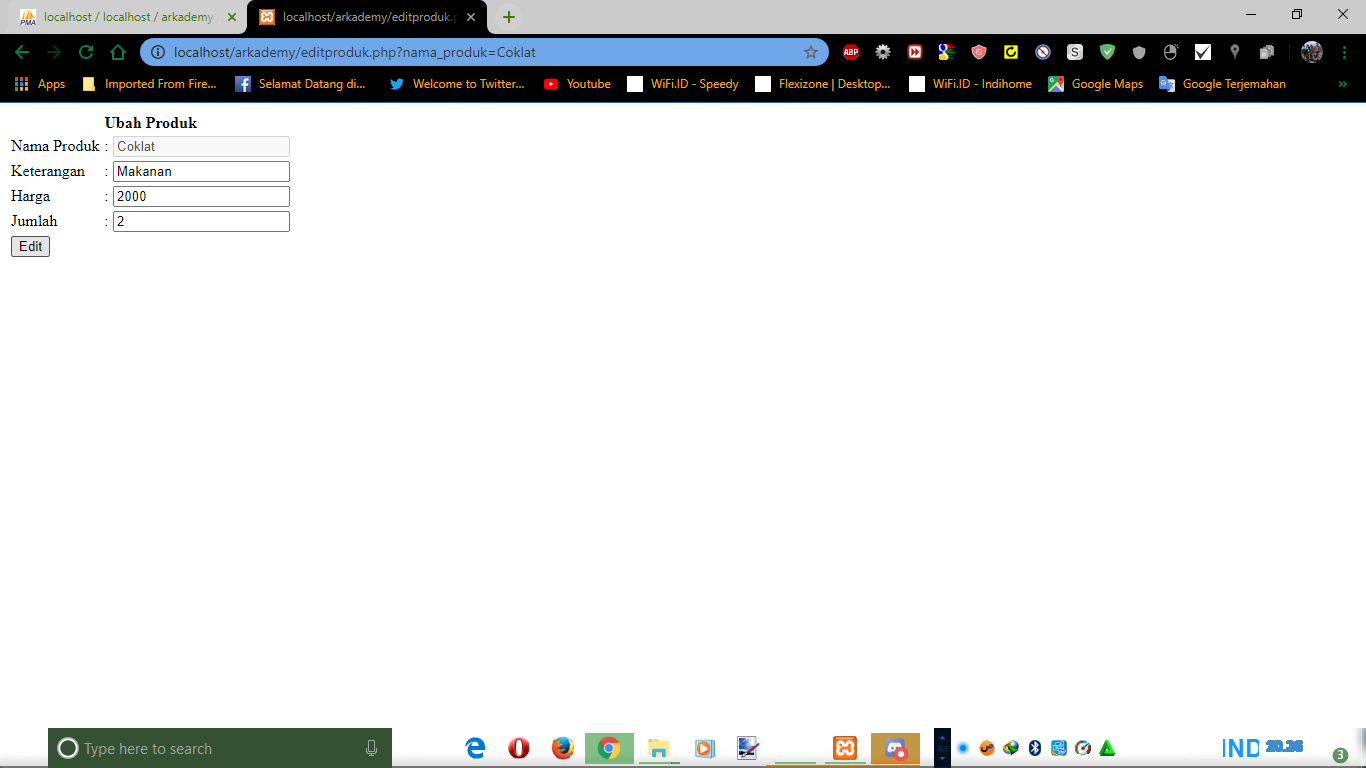 localhost / localhost / arkademy
localhost/arkademy/editproduk.p
localhost/arkademy/editproduk.php?nama_produk=Coklat
ABP
S
Apps
Imported From Fire...
Selamat Datang di...
Welcome to Twitter...
Youtube
WiFi.ID - Speedy
Flexizone | Desktop...
WiFi.ID - Indihome
Google Maps
Google Terjemahan
Ubah Produk
Nama Produk : Coklat
Keterangan : Makanan
Harga : 2000
Jumlah : 2
Edit
Type here to search
IND
20.36
3